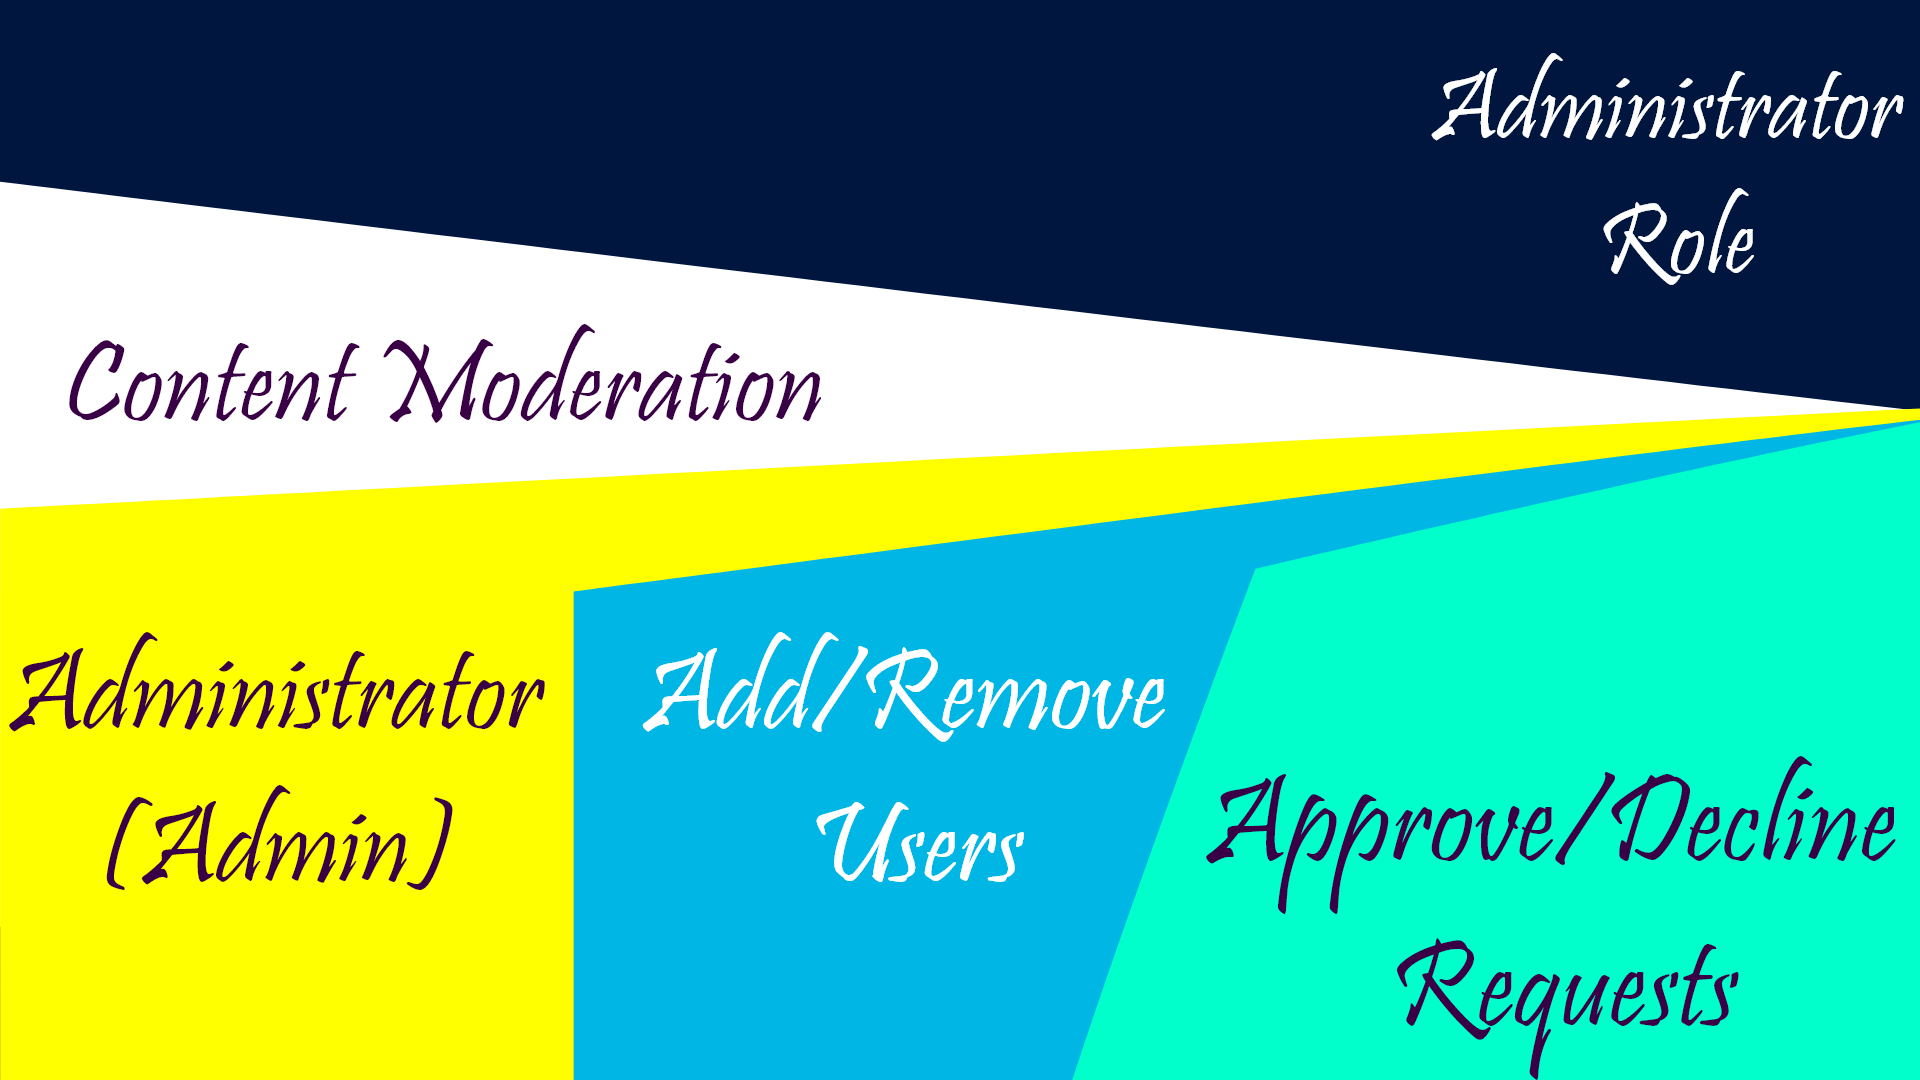 Administrator
Role
Content Moderation
Administrator
(Admin)
Add/Remove
Users
Approve/Decline
Requests